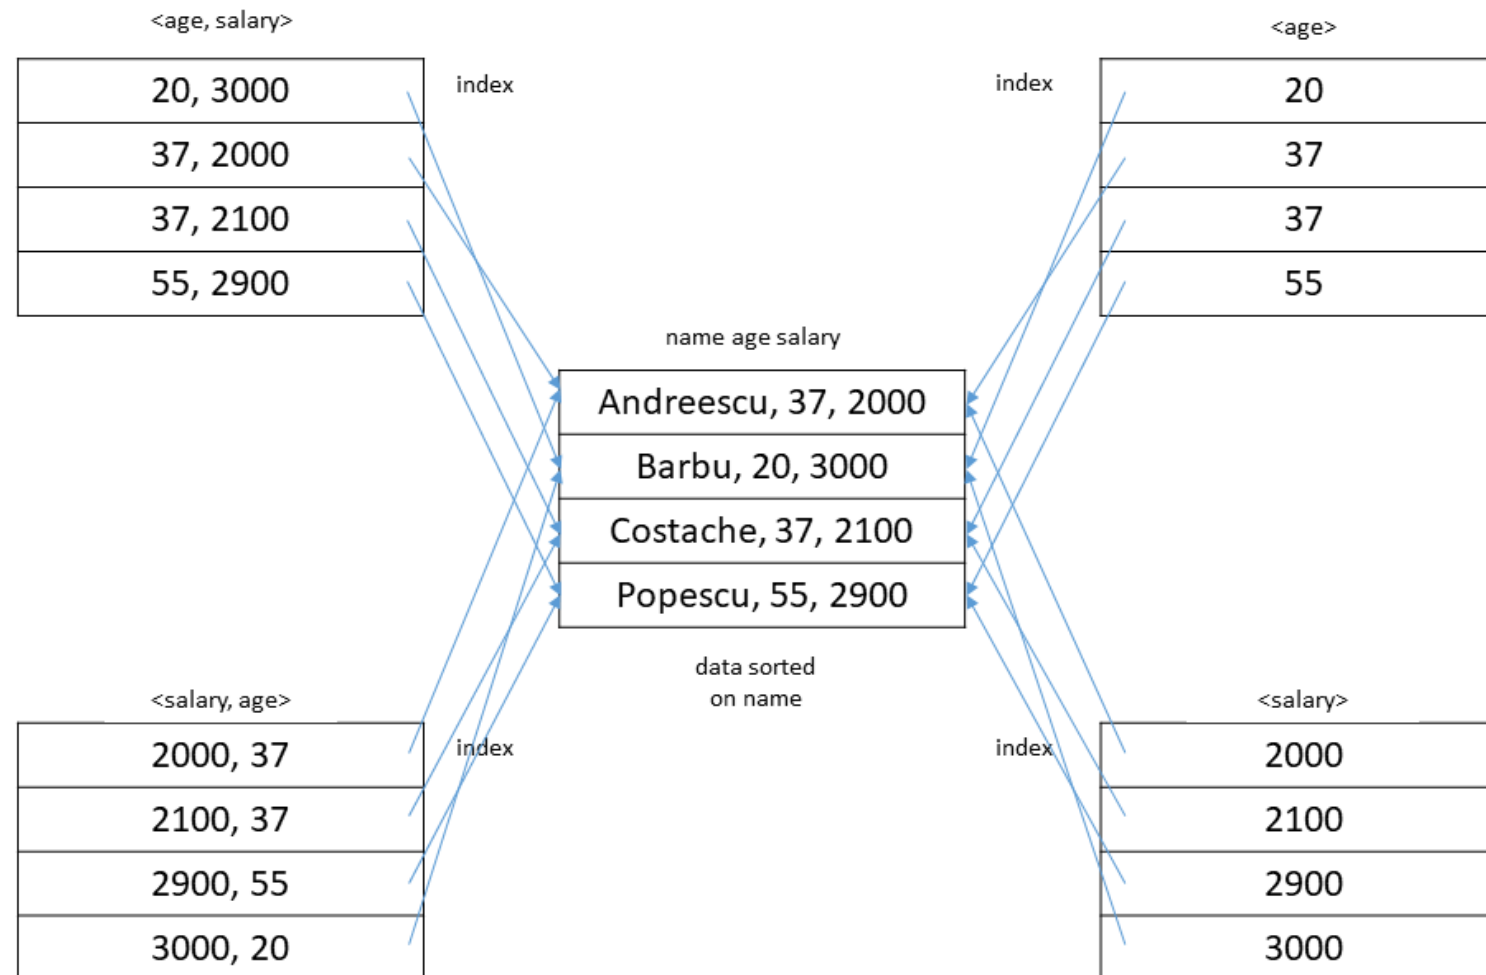 <age, salary>
index
20, 3000
37, 2000
37, 2100
55, 2900
<age>
index
20
37
37
55
name age salary
Andreescu, 37, 2000
Barbu, 20, 3000
Costache, 37, 2100
Popescu, 55, 2900
data sorted
on name
<salary, age>
index
2000, 37
2100, 37
2900, 55
3000, 20
<salary>
index
2000
2100
2900
3000